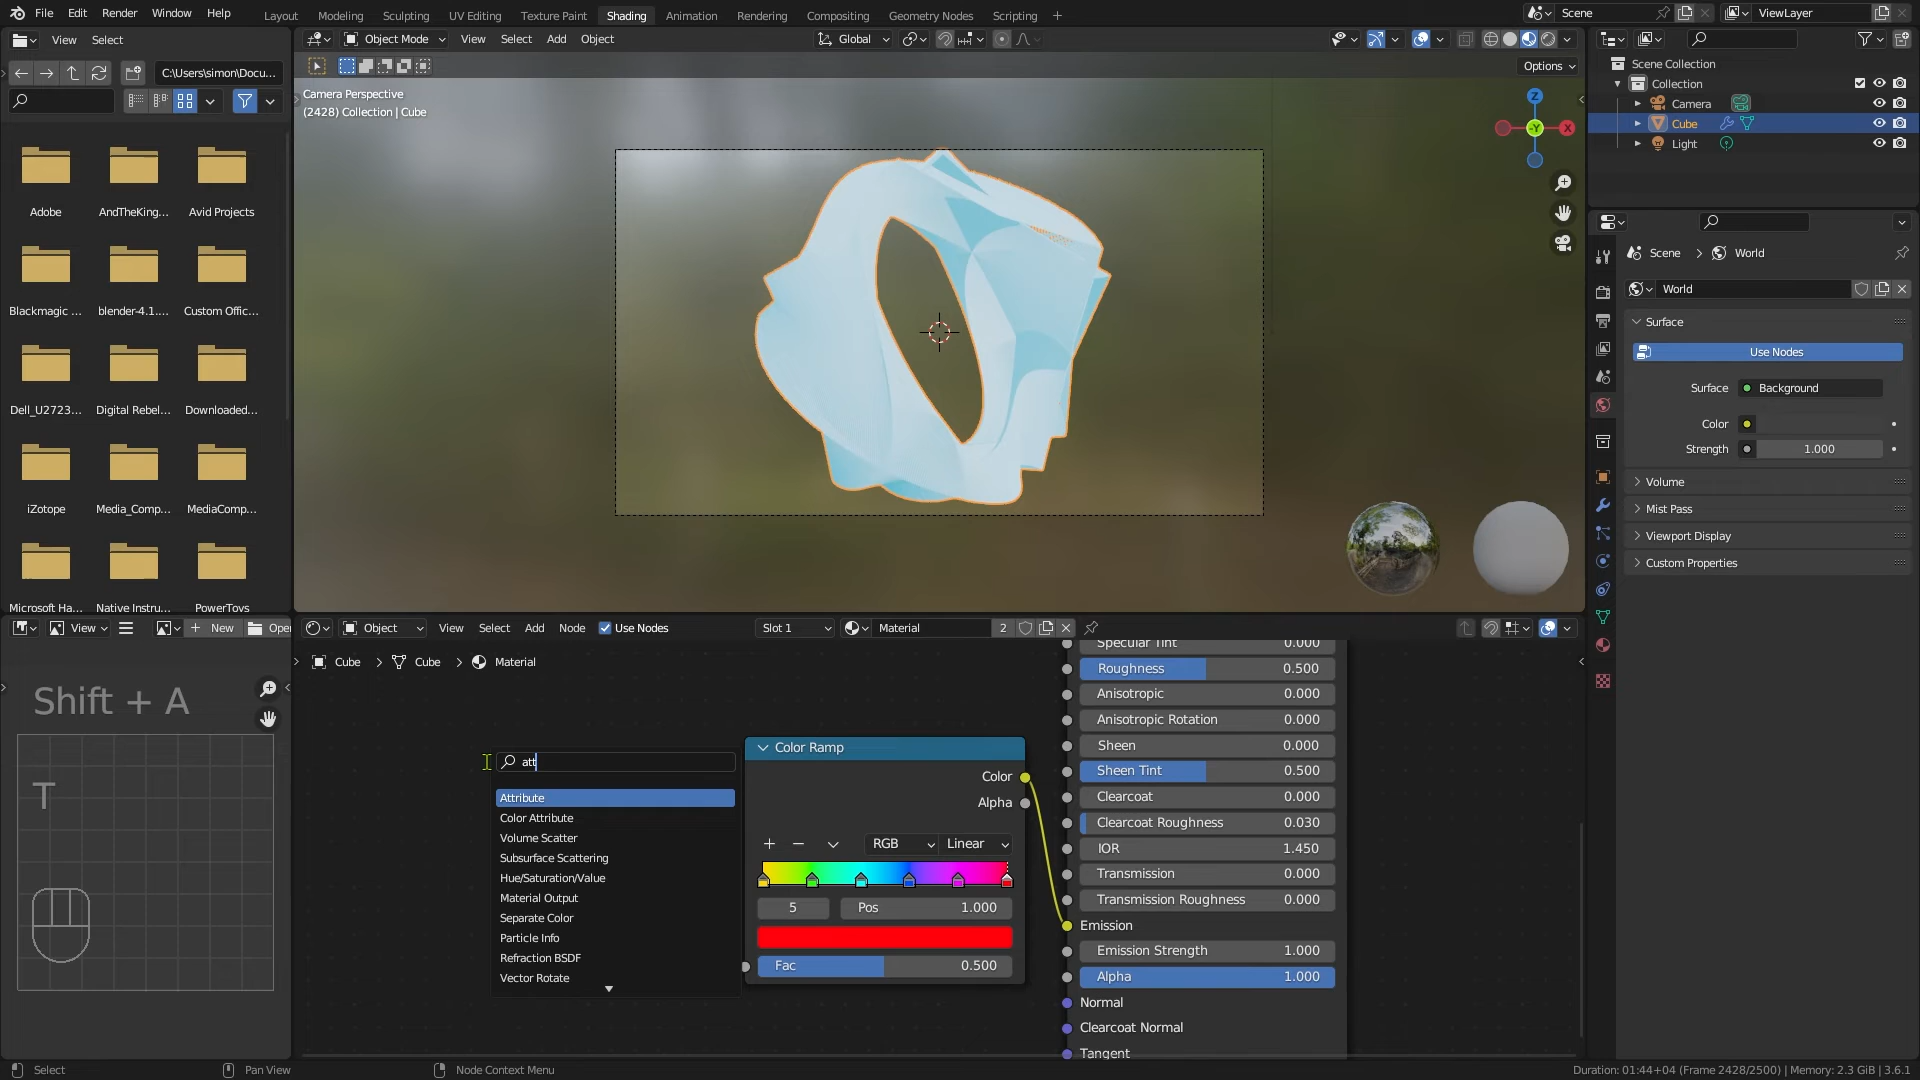 File Edit Render Window Help
Layout Modeling Sculpting UV Editing Texture Paint Shading Animation Rendering Compositing Geometry Nodes Scripting +
Scene
ViewLayer
View Select
Object Mode View Select Add Object
Global
C:\Users\simon\Docu...
Options
Camera Perspective
(2428) Collection | Cube
Z
-Y
X
Adobe AndTheKing... Avid Projects
Blackmagic ... blender-4.1.... Custom Offic...
Dell_U2723... Digital Rebel... Downloaded...
iZotope Media_Comp... MediaComp...
Microsoft Ha... Native Instru... PowerToys
Scene Collection
Collection
Camera
Cube
Light
Scene > World
World
Surface
Use Nodes
Surface Background
Color
Strength 1.000
Volume
Mist Pass
Viewport Display
Custom Properties
View + New Open
Object View Select Add Node Use Nodes
Slot 1 Material 2
Cube > Cube > Material
Shift + A
T
att
Attribute
Color Attribute
Volume Scatter
Subsurface Scattering
Hue/Saturation/Value
Material Output
Separate Color
Particle Info
Refraction BSDF
Vector Rotate
Color Ramp
Color
Alpha
+ − RGB Linear
5 Pos 1.000
Fac 0.500
Specular Tint 0.000
Roughness 0.500
Anisotropic 0.000
Anisotropic Rotation 0.000
Sheen 0.000
Sheen Tint 0.500
Clearcoat 0.000
Clearcoat Roughness 0.030
IOR 1.450
Transmission 0.000
Transmission Roughness 0.000
Emission
Emission Strength 1.000
Alpha 1.000
Normal
Clearcoat Normal
Tangent
Select Pan View Node Context Menu
Duration: 01:44+04 (Frame 2428/2500) | Memory: 2.3 GiB | 3.6.1